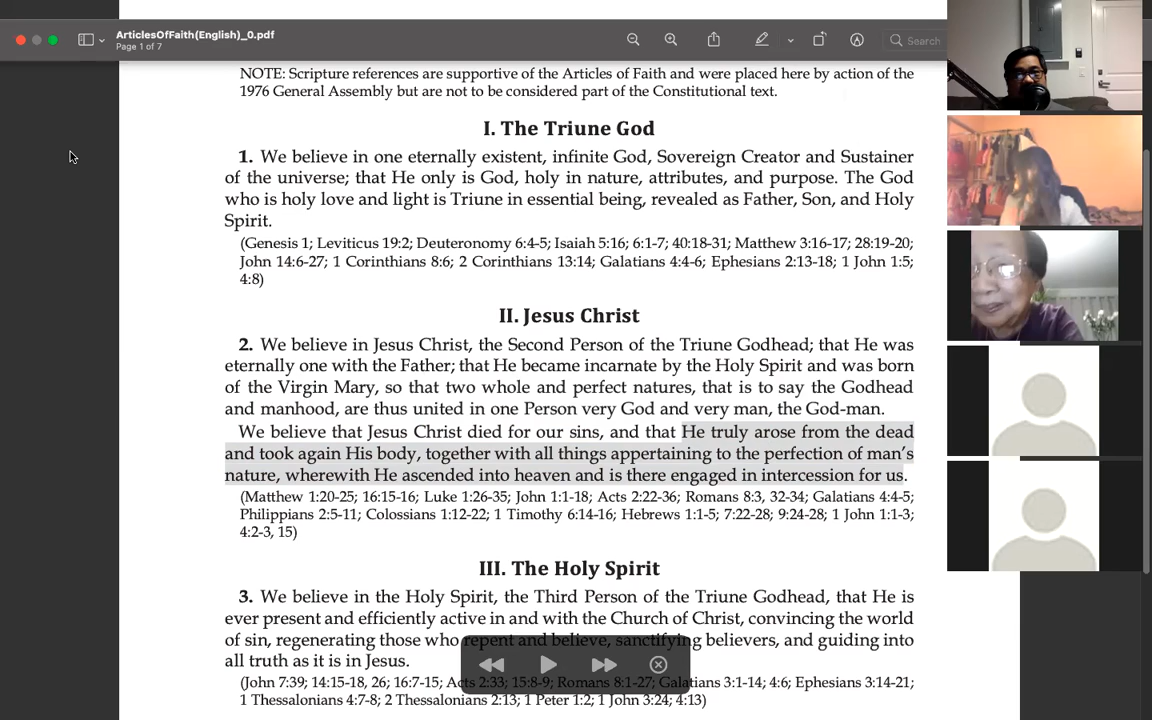 ArticlesOfFaith(English)_0.pdf
Page 1 of 7
Search
NOTE: Scripture references are supportive of the Articles of Faith and were placed here by action of the
1976 General Assembly but are not to be considered part of the Constitutional text.
I. The Triune God
1. We believe in one eternally existent, infinite God, Sovereign Creator and Sustainer
of the universe; that He only is God, holy in nature, attributes, and purpose. The God
who is holy love and light is Triune in essential being, revealed as Father, Son, and Holy
Spirit.
(Genesis 1; Leviticus 19:2; Deuteronomy 6:4-5; Isaiah 5:16; 6:1-7; 40:18-31; Matthew 3:16-17; 28:19-20;
John 14:6-27; 1 Corinthians 8:6; 2 Corinthians 13:14; Galatians 4:4-6; Ephesians 2:13-18; 1 John 1:5;
4:8)
II. Jesus Christ
2. We believe in Jesus Christ, the Second Person of the Triune Godhead; that He was
eternally one with the Father; that He became incarnate by the Holy Spirit and was born
of the Virgin Mary, so that two whole and perfect natures, that is to say the Godhead
and manhood, are thus united in one Person very God and very man, the God-man.
We believe that Jesus Christ died for our sins, and that He truly arose from the dead
and took again His body, together with all things appertaining to the perfection of man's
nature, wherewith He ascended into heaven and is there engaged in intercession for us.
(Matthew 1:20-25; 16:15-16; Luke 1:26-35; John 1:1-18; Acts 2:22-36; Romans 8:3, 32-34; Galatians 4:4-5;
Philippians 2:5-11; Colossians 1:12-22; 1 Timothy 6:14-16; Hebrews 1:1-5; 7:22-28; 9:24-28; 1 John 1:1-3;
4:2-3, 15)
III. The Holy Spirit
3. We believe in the Holy Spirit, the Third Person of the Triune Godhead, that He is
ever present and efficiently active in and with the Church of Christ, convincing the world
of sin, regenerating those who repent and believe, sanctifying believers, and guiding into
all truth as it is in Jesus.
(John 7:39; 14:15-18, 26; 16:7-15; Acts 2:33; 15:8-9; Romans 8:1-27; Galatians 3:1-14; 4:6; Ephesians 3:14-21;
1 Thessalonians 4:7-8; 2 Thessalonians 2:13; 1 Peter 1:2; 1 John 3:24; 4:13)